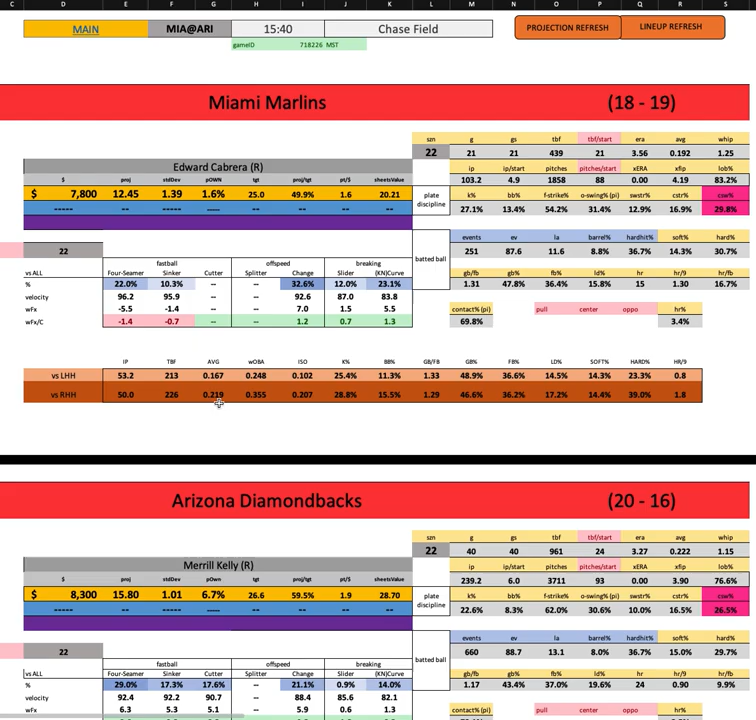 C D E F G H I J K L M N O P Q R S
MAIN MIA@ARI 15:40 Chase Field PROJECTION REFRESH LINEUP REFRESH
gameID 718226 MST
Miami Marlins (18 - 19)
szn g gs tbf tbf/start era avg whip
22 21 21 439 21 3.56 0.192 1.25
Edward Cabrera (R) ip ip/start pitches pitches/start xERA xfip lob%
$ proj stdDev pOWN tgt proj/tgt pt/$ sheetsValue 103.2 4.9 1858 88 0.00 4.19 83.2%
$ 7,800 12.45 1.39 1.6% 25.0 49.9% 1.6 20.21 plate discipline k% bb% f-strike% o-swing% (pi) swstr% cstr% csw%
----- -- -- ---- -- -- -- -- 27.1% 13.4% 54.2% 31.4% 12.9% 16.9% 29.8%
22 batted ball events ev la barrel% hardhit% soft% hard%
251 87.6 11.6 8.8% 36.7% 14.3% 30.7%
fastball offspeed breaking
vs ALL Four-Seamer Sinker Cutter Splitter Change Slider (KN)Curve gb/fb gb% fb% ld% hr hr/9 hr/fb
% 22.0% 10.3% -- -- 32.6% 12.0% 23.1% 1.31 47.8% 36.4% 15.8% 15 1.30 16.7%
velocity 96.2 95.9 -- -- 92.6 87.0 83.8
wFx -5.5 -1.4 -- -- 7.0 1.5 5.5 contact% (pi) pull center oppo hr%
wFx/C -1.4 -0.7 -- -- 1.2 0.7 1.3 69.8% 3.4%
IP TBF AVG wOBA ISO K% BB% GB/FB GB% FB% LD% SOFT% HARD% HR/9
vs LHH 53.2 213 0.167 0.248 0.102 25.4% 11.3% 1.33 48.9% 36.6% 14.5% 14.3% 23.3% 0.8
vs RHH 50.0 226 0.219 0.355 0.207 28.8% 15.5% 1.29 46.6% 36.2% 17.2% 14.4% 39.0% 1.8
Arizona Diamondbacks (20 - 16)
szn g gs tbf tbf/start era avg whip
22 40 40 961 24 3.27 0.222 1.15
Merrill Kelly (R) ip ip/start pitches pitches/start xERA xfip lob%
$ proj stdDev pOwn tgt proj/tgt pt/$ sheetsValue 239.2 6.0 3711 93 0.00 3.90 76.6%
$ 8,300 15.80 1.01 6.7% 26.6 59.5% 1.9 28.70 plate discipline k% bb% f-strike% o-swing% (pi) swstr% cstr% csw%
----- -- -- ---- -- -- -- -- 22.6% 8.3% 62.0% 30.6% 10.0% 16.5% 26.5%
22 batted ball events ev la barrel% hardhit% soft% hard%
660 88.7 13.1 8.0% 36.7% 15.0% 29.7%
fastball offspeed breaking
vs ALL Four-Seamer Sinker Cutter Splitter Change Slider (KN)Curve gb/fb gb% fb% ld% hr hr/9 hr/fb
% 29.0% 17.3% 17.6% -- 21.1% 0.9% 14.0% 1.17 43.4% 37.0% 19.6% 24 0.90 9.9%
velocity 92.4 92.2 90.7 -- 88.4 85.6 82.1
wFx 6.3 5.3 5.1 -- 5.9 0.6 1.3 contact% (pi) pull center oppo hr%